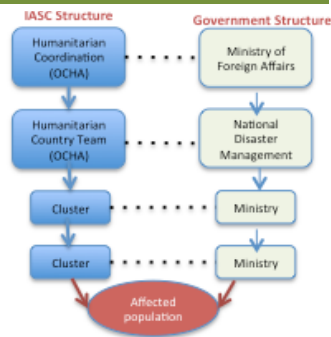 IASC Structure
Government Structure
Humanitarian
Coordination
(OCHA)
Ministry of
Foreign Affairs
Humanitarian
Country Team
(OCHA)
National
Disaster
Management
Cluster
Ministry
Cluster
Ministry
Affected
population